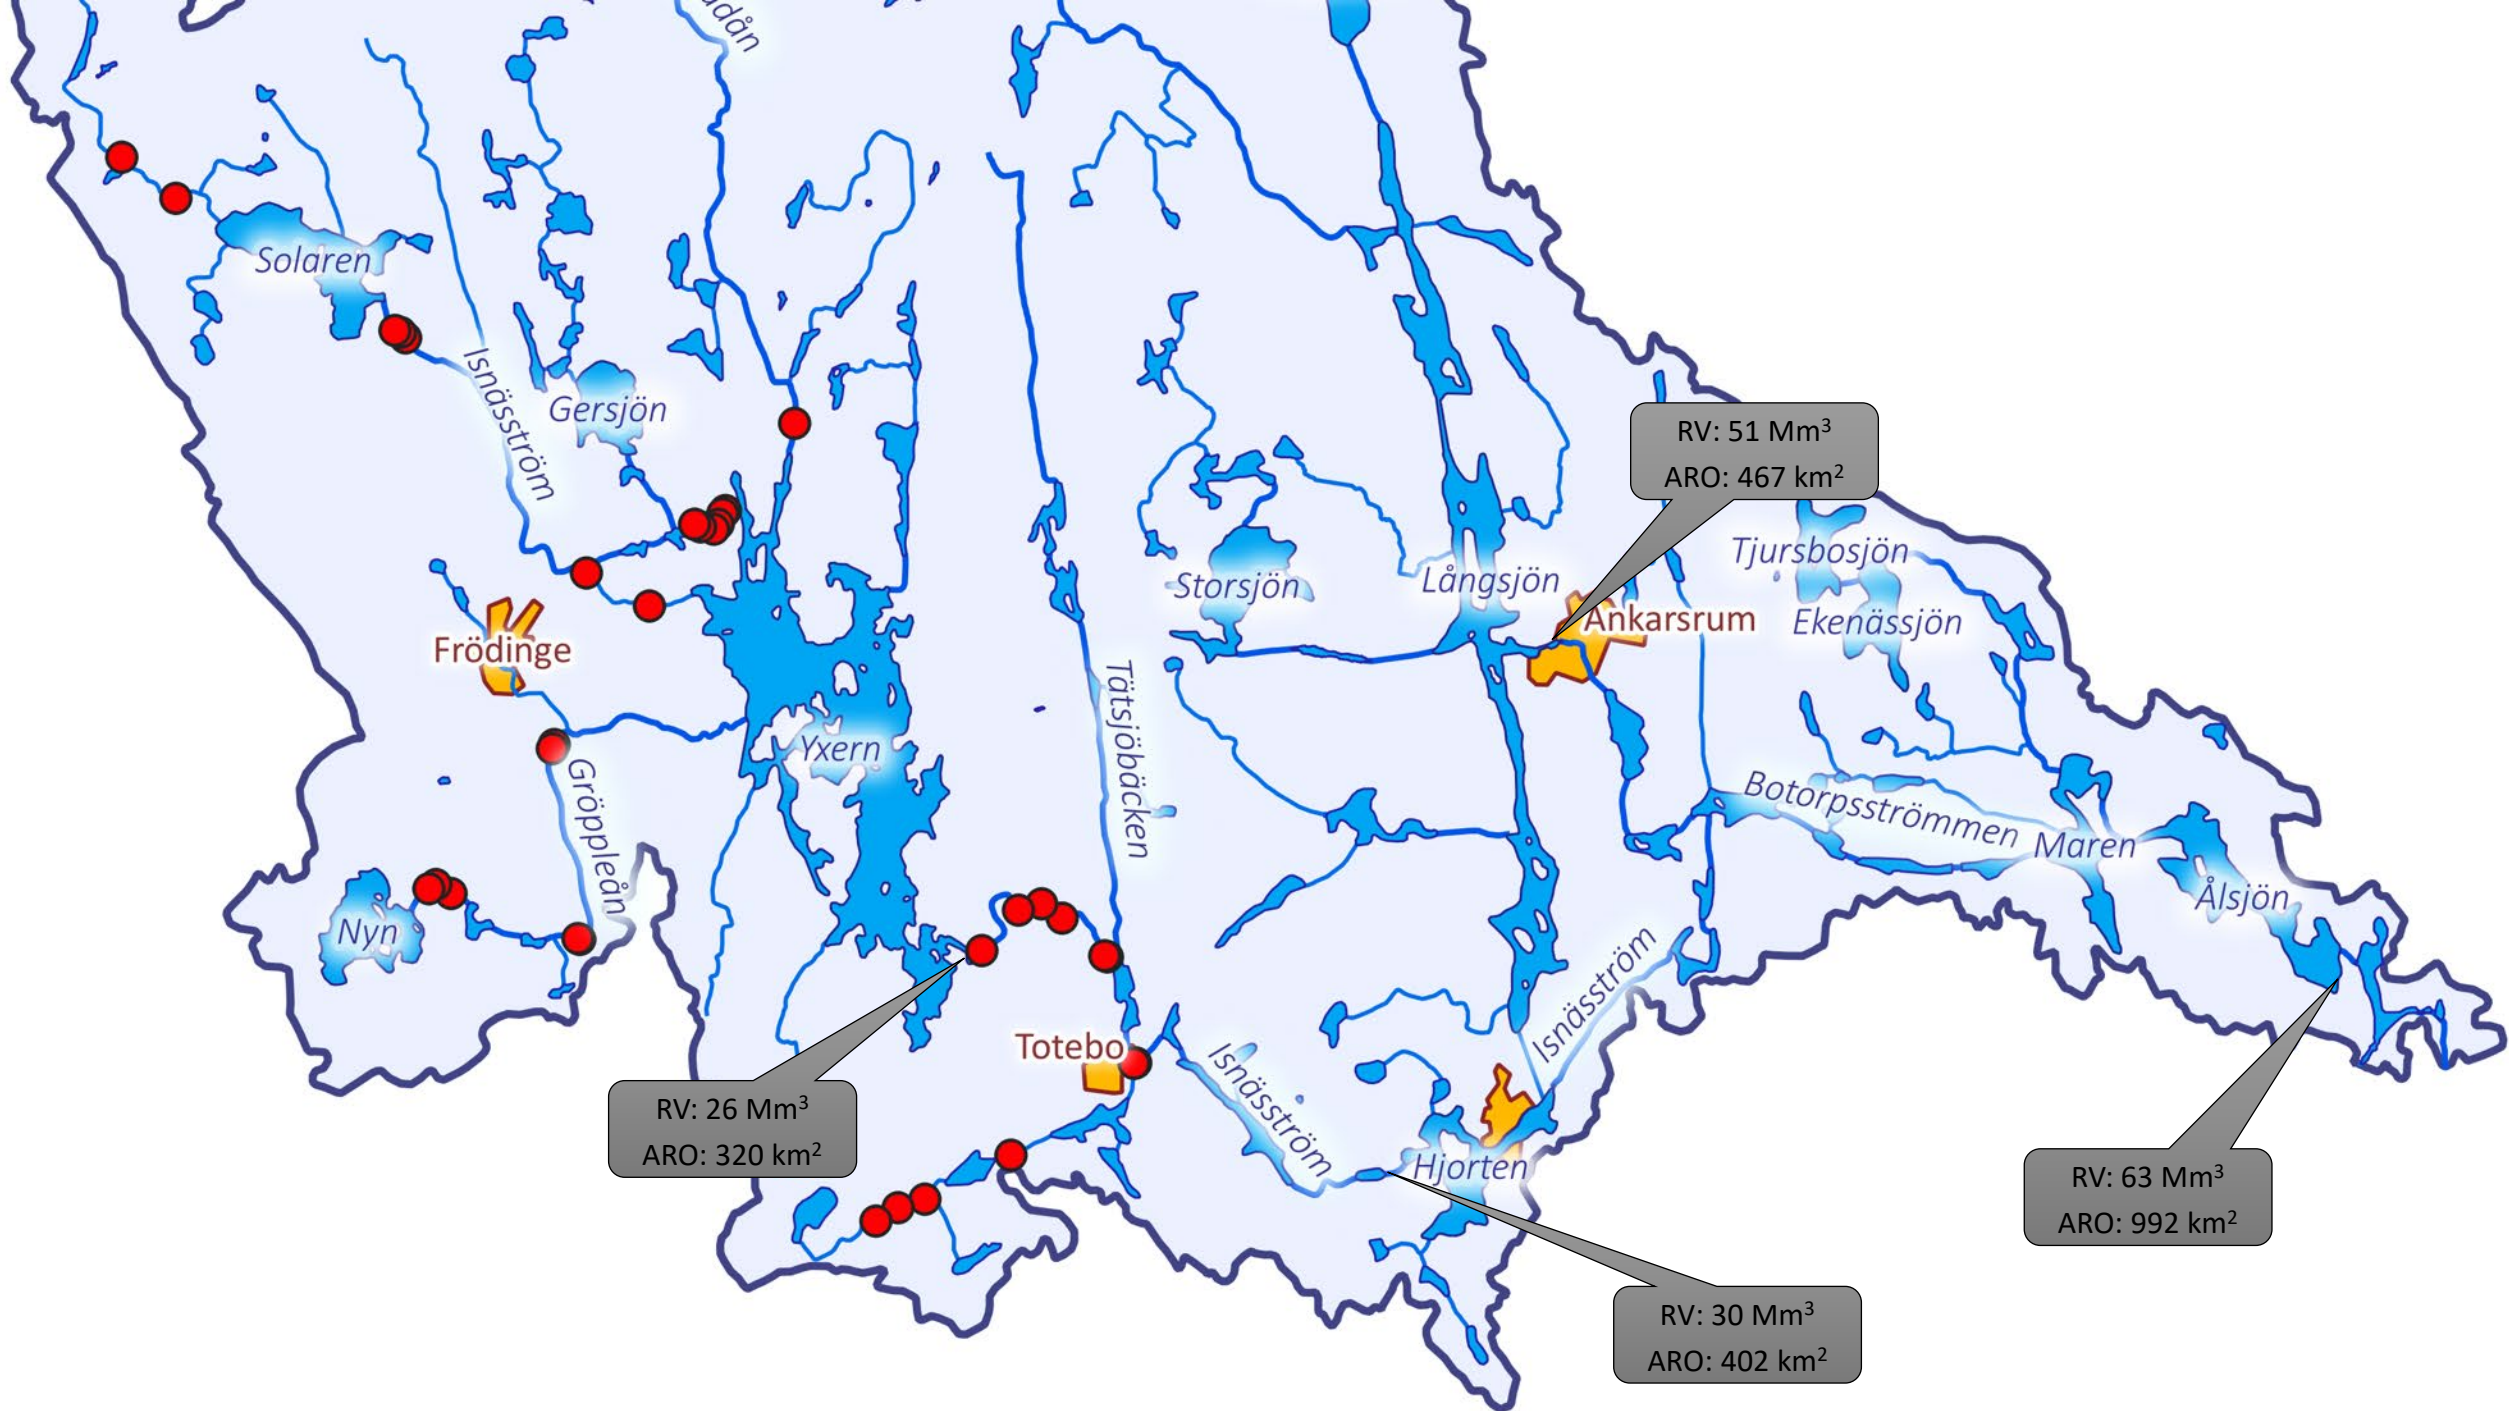 Solaren
Isnäsström
Gersjön
RV: 51 Mm³
ARO: 467 km²
Tjursbosjön
Storsjön
Långsjön
Ankarsrum
Ekenässjön
Frödinge
Tätsjöbäcken
Yxern
Gröppleån
Botorpsströmmen
Maren
Ålsjön
Nyn
Isnäsström
Totebo
Isnäsström
RV: 26 Mm³
ARO: 320 km²
Hjorten
RV: 63 Mm³
ARO: 992 km²
RV: 30 Mm³
ARO: 402 km²